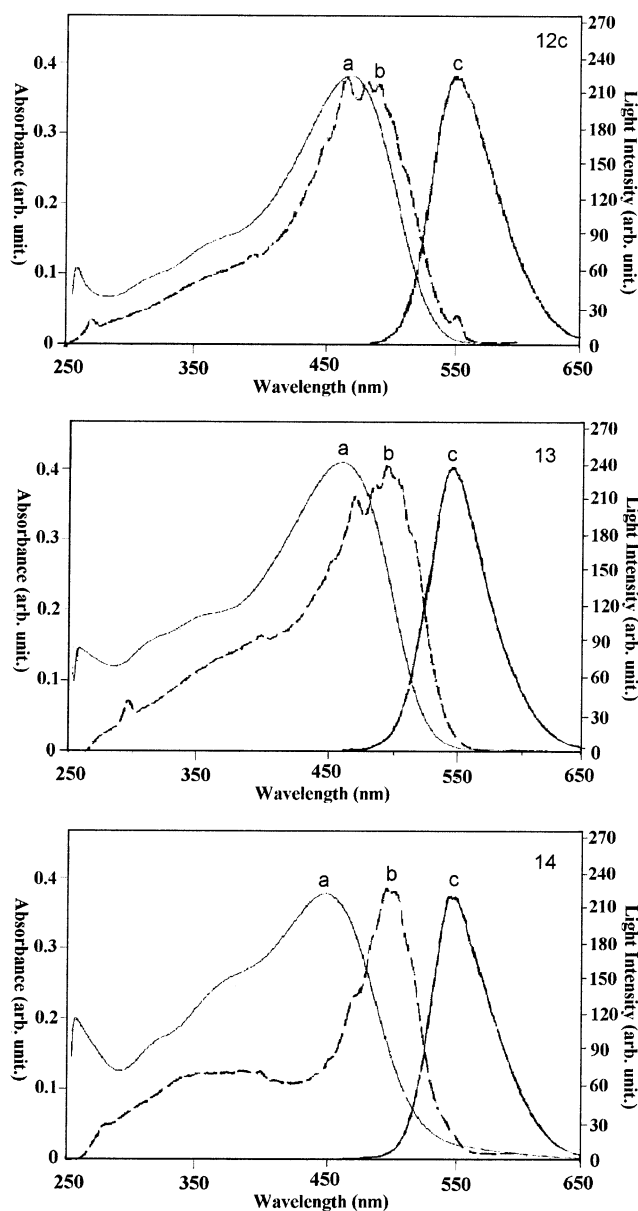 12c
a b c
Absorbance (arb. unit.)
0.4
0.3
0.2
0.1
0
Light Intensity (arb. unit.)
270
240
210
180
150
120
90
60
30
0
250 350 450 550 650
Wavelength (nm)
13
a b c
Absorbance (arb. unit.)
0.4
0.3
0.2
0.1
0
Light Intensity (arb. unit.)
270
240
210
180
150
120
90
60
30
0
250 350 450 550 650
Wavelength (nm)
14
a b c
Absorbance (arb. unit.)
0.4
0.3
0.2
0.1
0
Light Intensity (arb. unit.)
270
240
210
180
150
120
90
60
30
0
250 350 450 550 650
Wavelength (nm)